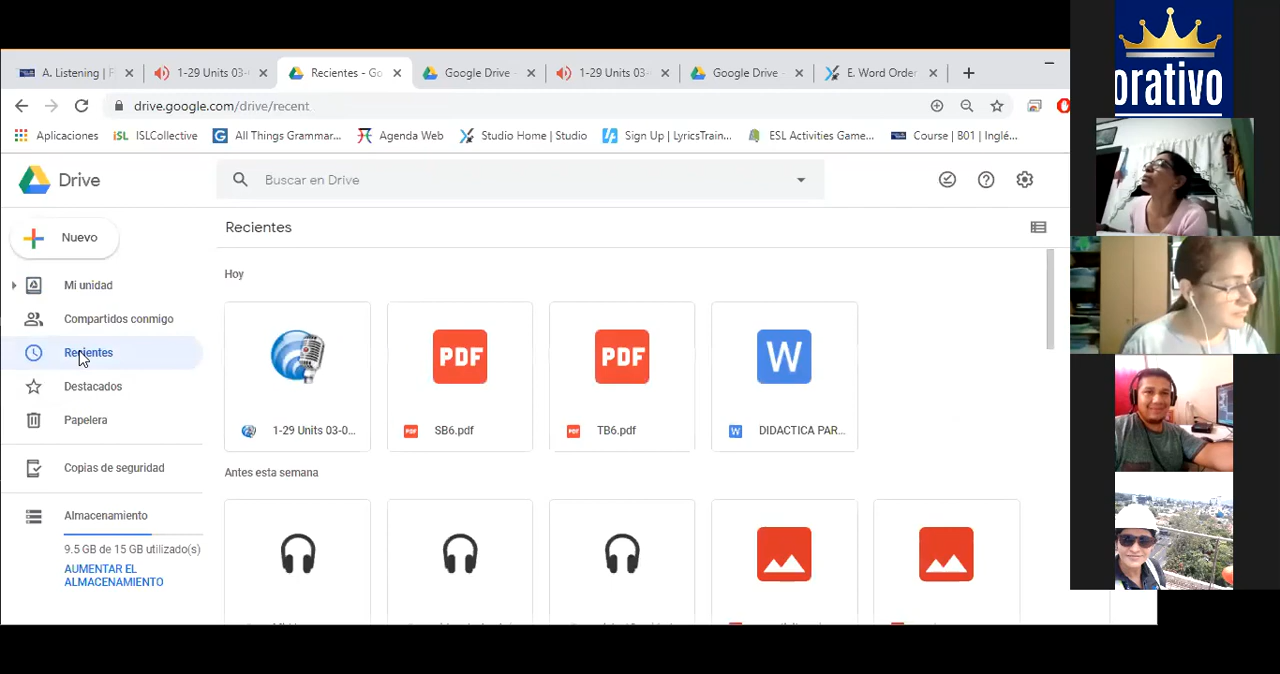 A. Listening | F
1-29 Units 03-
Recientes - Go
Google Drive -
1-29 Units 03-
Google Drive -
E. Word Order
drive.google.com/drive/recent
Aplicaciones
iSL ISLCollective
All Things Grammar...
Agenda Web
Studio Home | Studio
Sign Up | LyricsTrain...
ESL Activities Game...
Course | B01 | Inglé...
orativo
Drive
Buscar en Drive
Nuevo
Recientes
Mi unidad
Compartidos conmigo
Recientes
Destacados
Papelera
Copias de seguridad
Almacenamiento
9.5 GB de 15 GB utilizado(s)
AUMENTAR EL
ALMACENAMIENTO
Hoy
PDF
PDF
W
1-29 Units 03-0...
PDF SB6.pdf
PDF TB6.pdf
W DIDACTICA PAR...
Antes esta semana